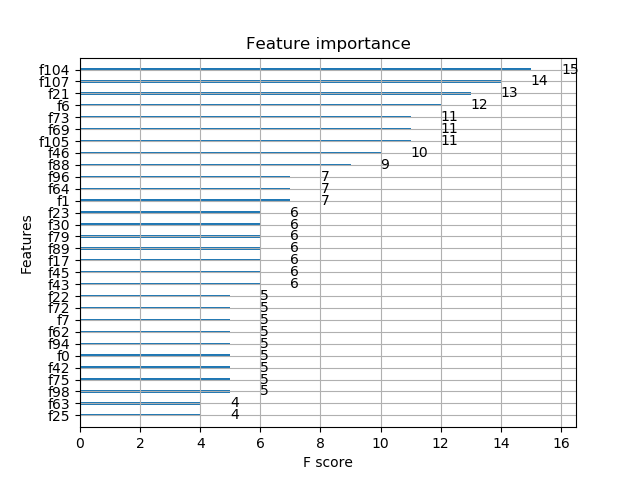 Feature importance
f104 15
f107 14
f21 13
f6 12
f73 11
f69 11
f105 11
f46 10
f88 9
f96 7
f64 7
f1 7
f23 6
f30 6
f79 6
f89 6
f17 6
f45 6
f43 6
f22 5
f72 5
f7 5
f62 5
f94 5
f0 5
f42 5
f75 5
f98 5
f63 4
f25 4
Features
0 2 4 6 8 10 12 14 16
F score